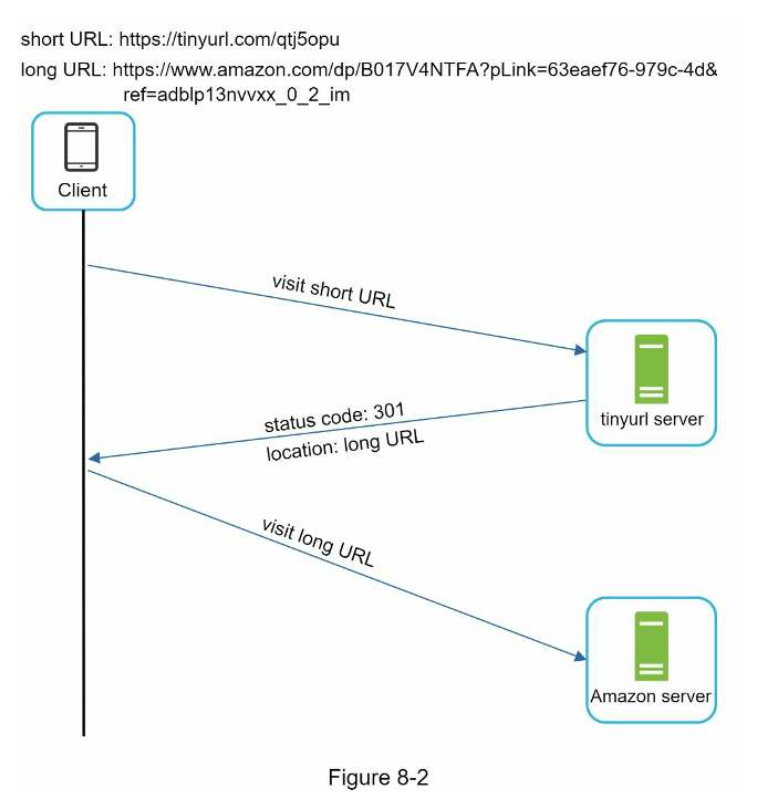 short URL: https://tinyurl.com/qtj5opu
long URL: https://www.amazon.com/dp/B017V4NTFA?pLink=63eaef76-979c-4d&
ref=adblp13nvvxx_0_2_im
Client
visit short URL
tinyurl server
status code: 301
location: long URL
visit long URL
Amazon server
Figure 8-2